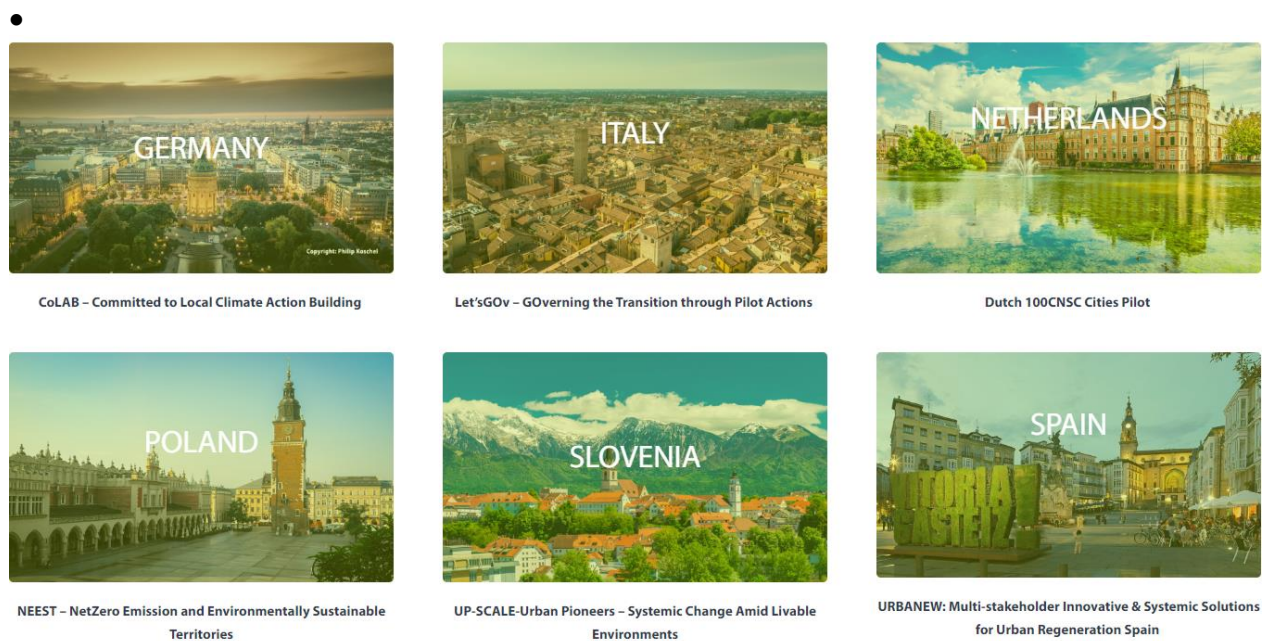 GERMANY
Copyright: Philip Koschel
CoLAB – Committed to Local Climate Action Building
ITALY
Let'sGOv – GOverning the Transition through Pilot Actions
NETHERLANDS
Dutch 100CNSC Cities Pilot
POLAND
NEEST – NetZero Emission and Environmentally Sustainable
Territories
SLOVENIA
UP-SCALE-Urban Pioneers – Systemic Change Amid Livable
Environments
SPAIN
VITORIA
GASTEIZ
URBANEW: Multi-stakeholder Innovative & Systemic Solutions
for Urban Regeneration Spain